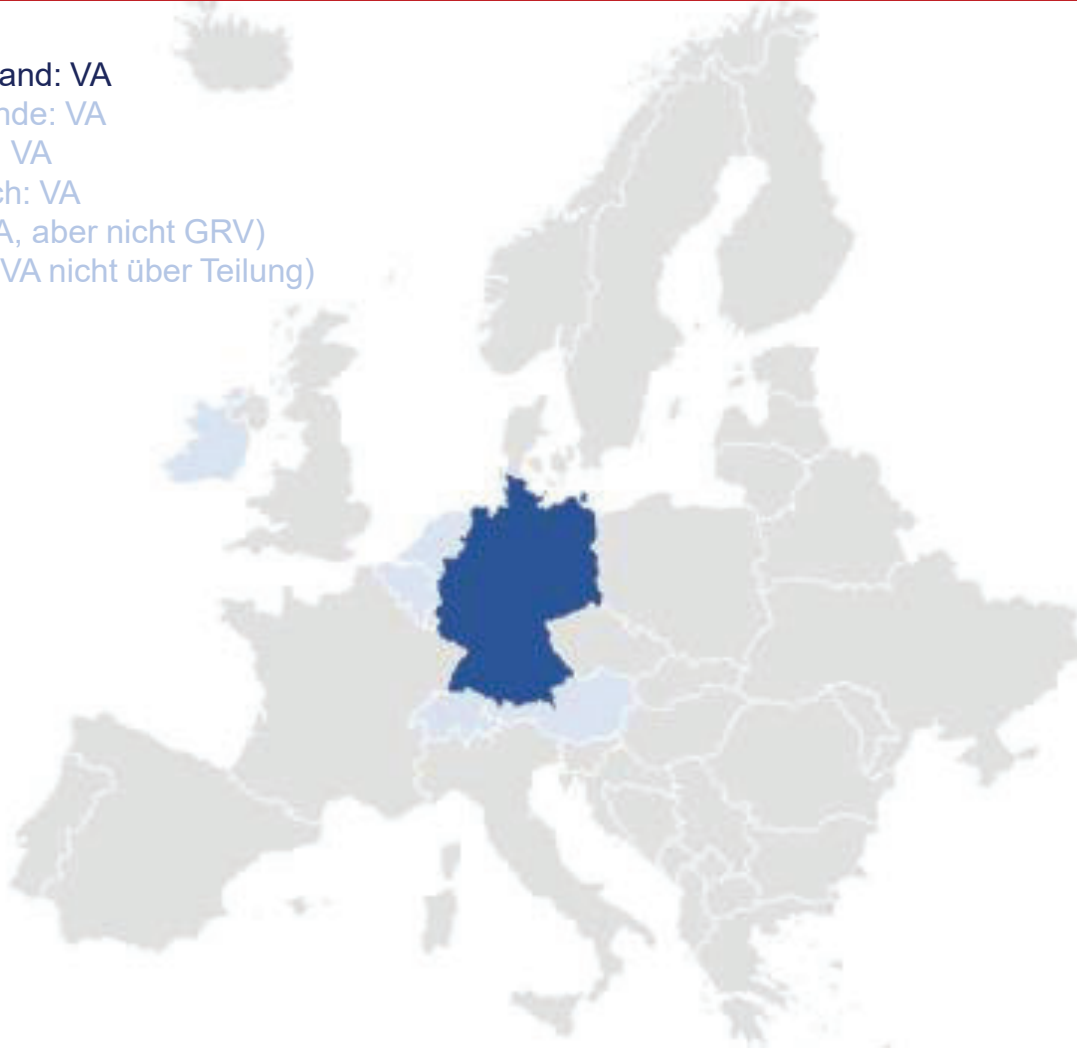 and: VA
nde: VA
VA
ch: VA
A, aber nicht GRV)
VA nicht über Teilung)